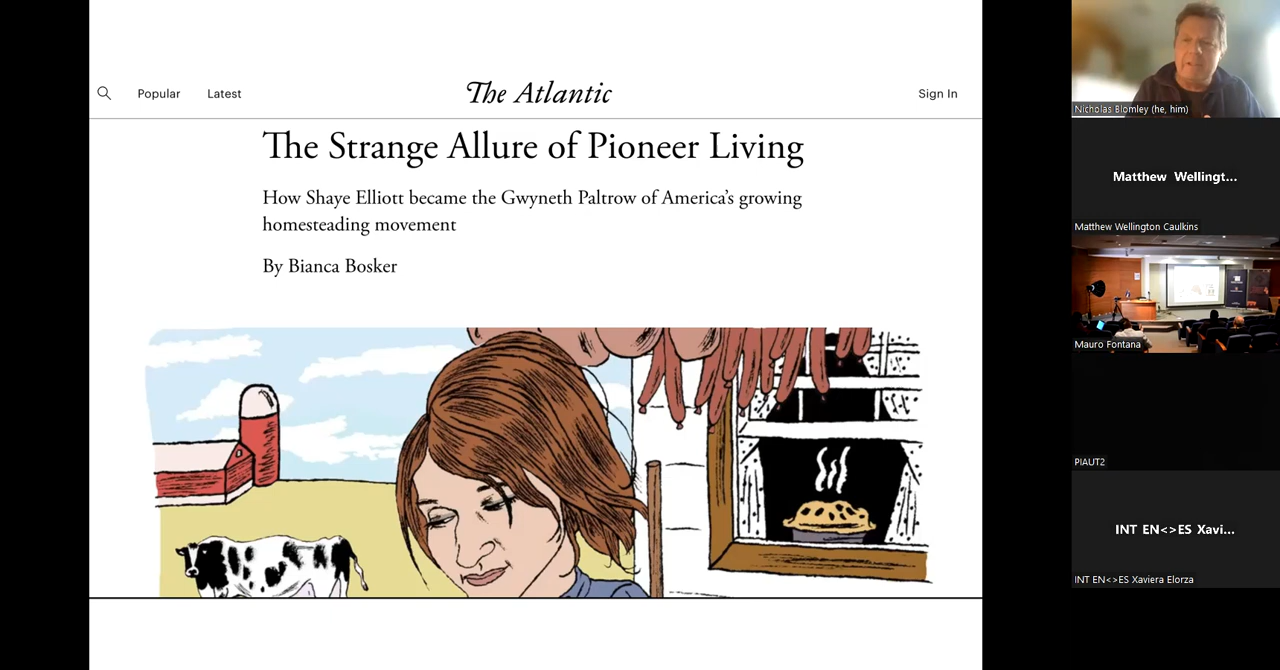 Popular
Latest
The Atlantic
Sign In
The Strange Allure of Pioneer Living
How Shaye Elliott became the Gwyneth Paltrow of America’s growing
homesteading movement
By Bianca Bosker
Nicholas Blomley (he, him)
Matthew Wellingt...
Matthew Wellington Caulkins
Mauro Fontana
PIAUT2
INT EN<>ES Xavi...
INT EN<>ES Xaviera Elorza